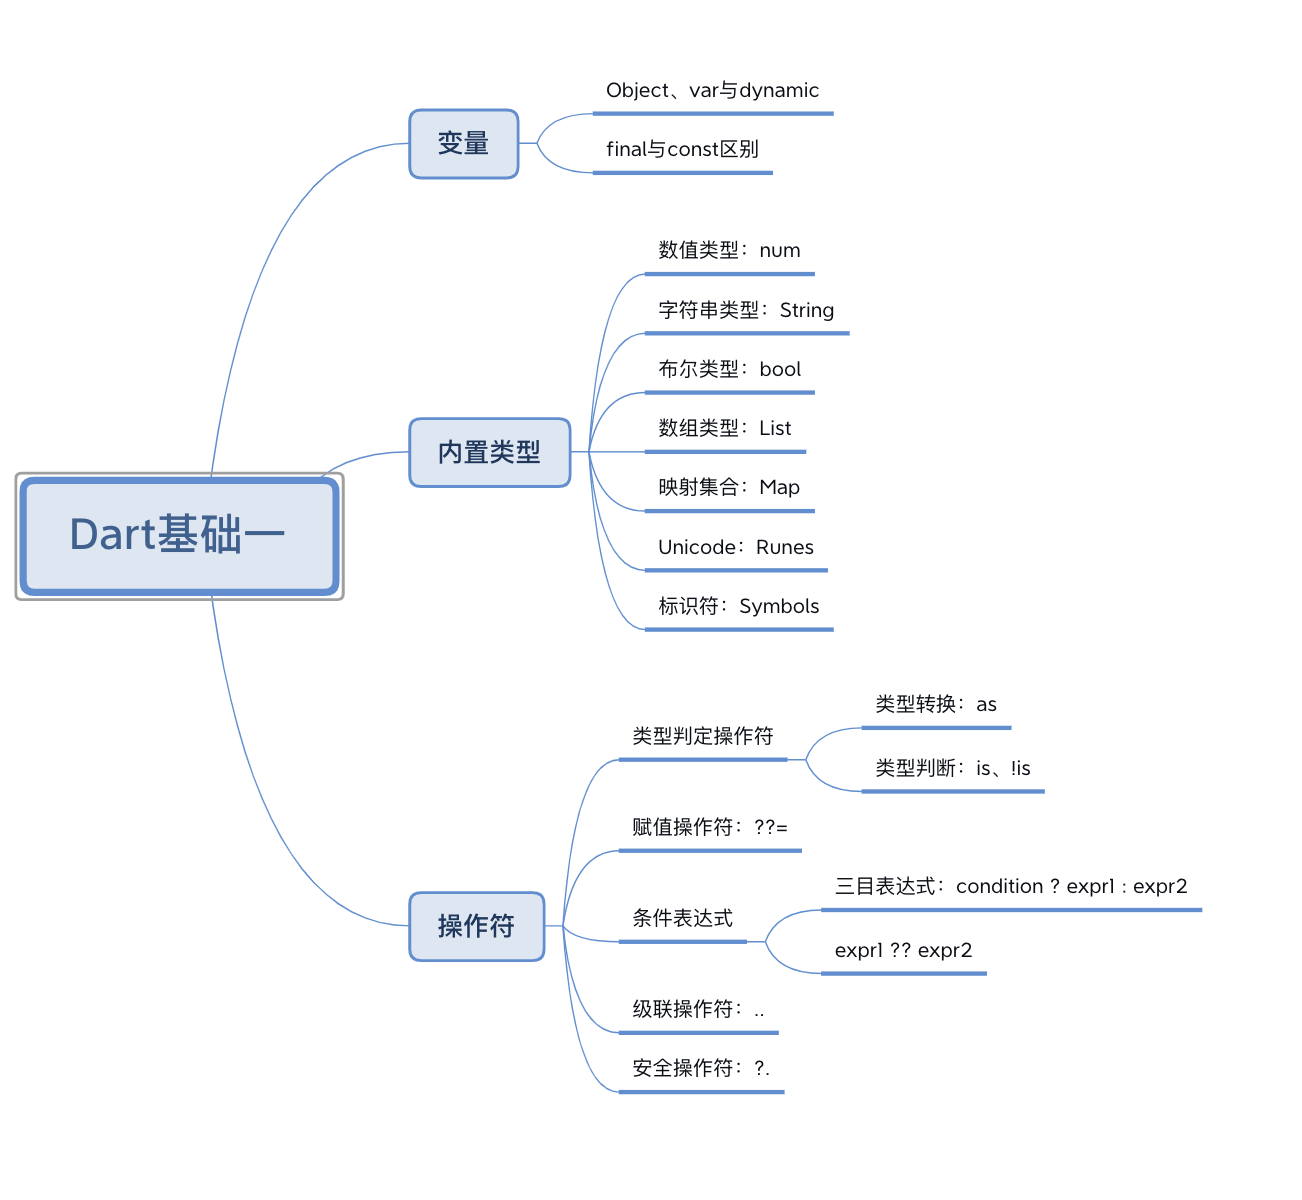 Dart基础一
变量
Object、var与dynamic
final与const区别
内置类型
数值类型：num
字符串类型：String
布尔类型：bool
数组类型：List
映射集合：Map
Unicode：Runes
标识符：Symbols
操作符
类型判定操作符
类型转换：as
类型判断：is、!is
赋值操作符：??=
条件表达式
三目表达式：condition ? expr1 : expr2
expr1 ?? expr2
级联操作符：..
安全操作符：?.